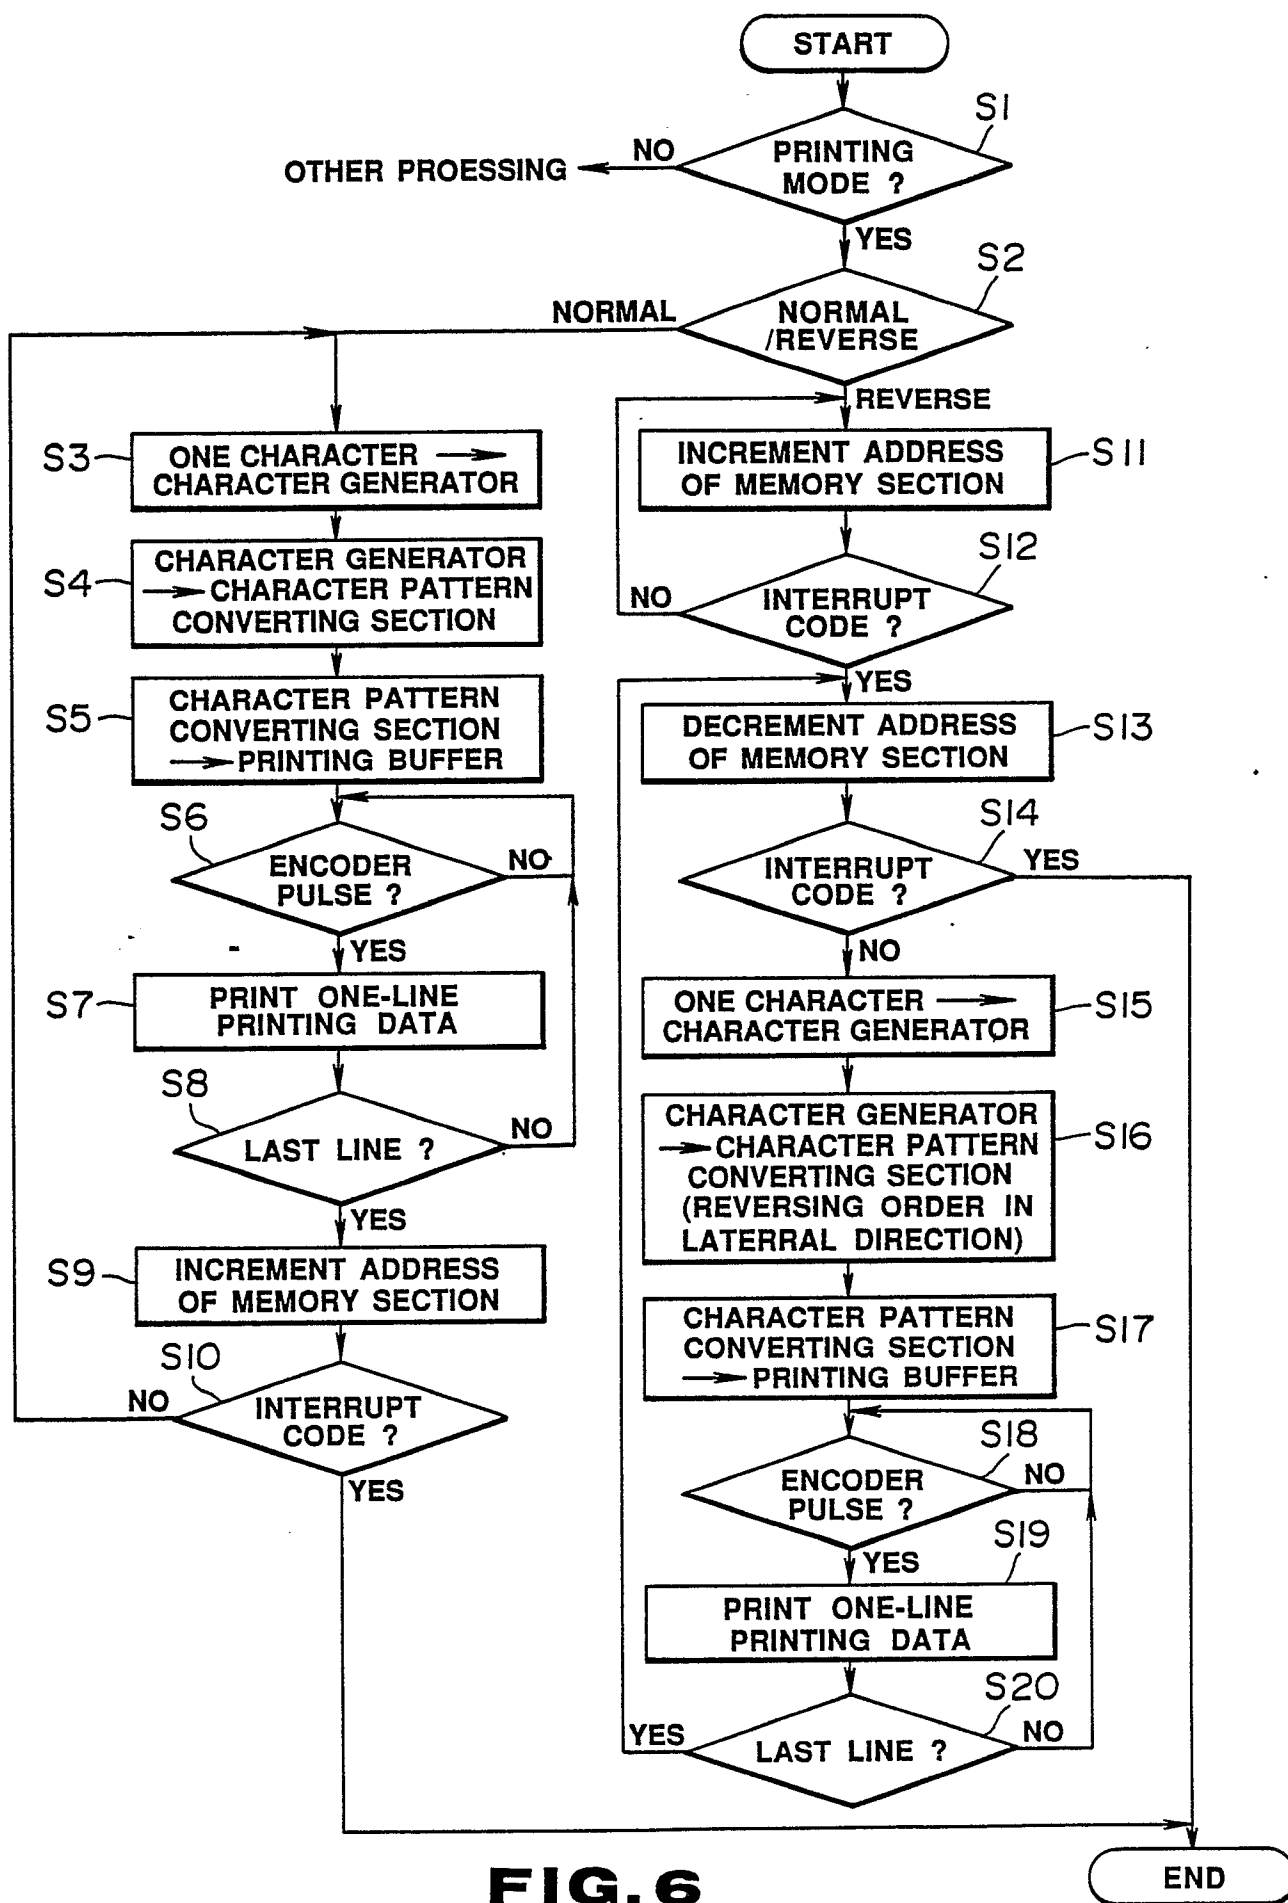 START
S1
PRINTING
MODE ?
NO
OTHER PROESSING
YES
S2
NORMAL
/REVERSE
NORMAL
REVERSE
S3
ONE CHARACTER →
CHARACTER GENERATOR
S4
CHARACTER GENERATOR
→ CHARACTER PATTERN
CONVERTING SECTION
S5
CHARACTER PATTERN
CONVERTING SECTION
→ PRINTING BUFFER
S6
ENCODER
PULSE ?
NO
YES
S7
PRINT ONE-LINE
PRINTING DATA
S8
LAST LINE ?
NO
YES
S9
INCREMENT ADDRESS
OF MEMORY SECTION
S10
INTERRUPT
CODE ?
NO
YES
S11
INCREMENT ADDRESS
OF MEMORY SECTION
S12
INTERRUPT
CODE ?
NO
YES
S13
DECREMENT ADDRESS
OF MEMORY SECTION
S14
INTERRUPT
CODE ?
YES
NO
S15
ONE CHARACTER →
CHARACTER GENERATOR
S16
CHARACTER GENERATOR
→ CHARACTER PATTERN
CONVERTING SECTION
(REVERSING ORDER IN
LATERRAL DIRECTION)
S17
CHARACTER PATTERN
CONVERTING SECTION
→ PRINTING BUFFER
S18
ENCODER
PULSE ?
NO
YES
S19
PRINT ONE-LINE
PRINTING DATA
S20
LAST LINE ?
YES
NO
END
FIG. 6